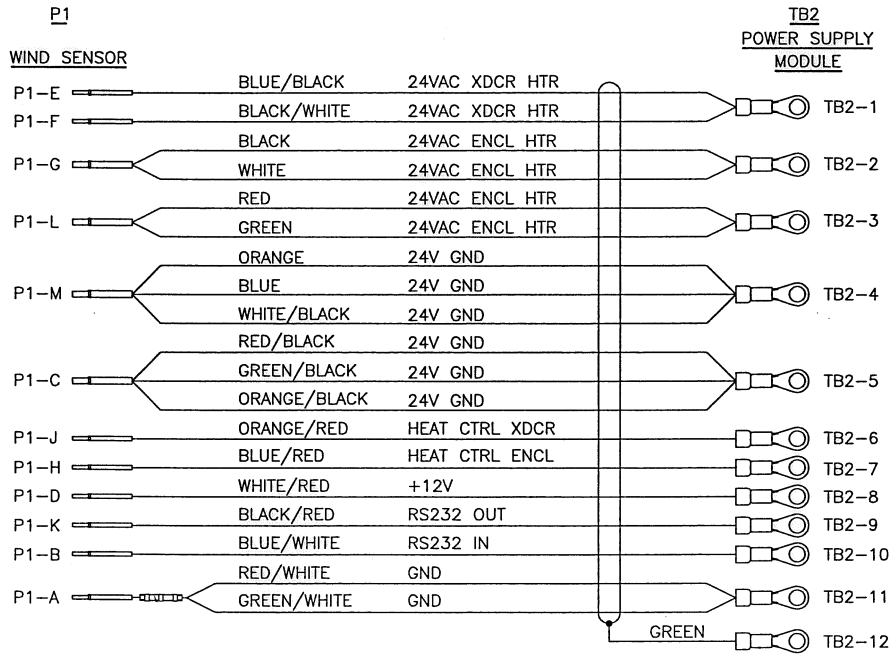 P1 TB2
POWER SUPPLY
WIND SENSOR MODULE
BLUE/BLACK 24VAC XDCR HTR
P1-E
TB2-1
BLACK/WHITE 24VAC XDCR HTR
P1-F
BLACK 24VAC ENCL HTR
P1-G TB2-2
WHITE 24VAC ENCL HTR
RED 24VAC ENCL HTR
P1-L TB2-3
GREEN 24VAC ENCL HTR
ORANGE 24V GND
P1-M BLUE 24V GND TB2-4
WHITE/BLACK 24V GND
RED/BLACK 24V GND
P1-C GREEN/BLACK 24V GND TB2-5
ORANGE/BLACK 24V GND
P1-J ORANGE/RED HEAT CTRL XDCR TB2-6
P1-H BLUE/RED HEAT CTRL ENCL TB2-7
P1-D WHITE/RED +12V TB2-8
P1-K BLACK/RED RS232 OUT TB2-9
P1-B BLUE/WHITE RS232 IN TB2-10
RED/WHITE GND
P1-A TB2-11
GREEN/WHITE GND
GREEN TB2-12